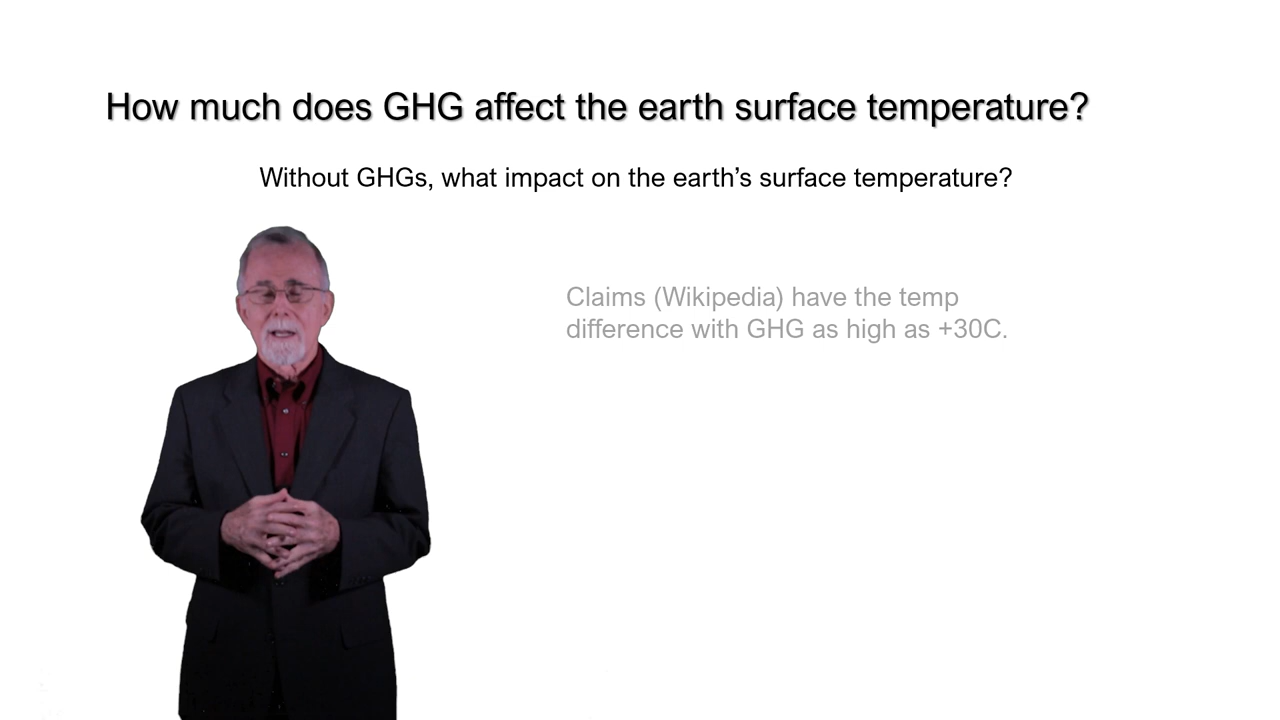 How much does GHG affect the earth surface temperature?
Without GHGs, what impact on the earth’s surface temperature?
Claims (Wikipedia) have the temp
difference with GHG as high as +30C.